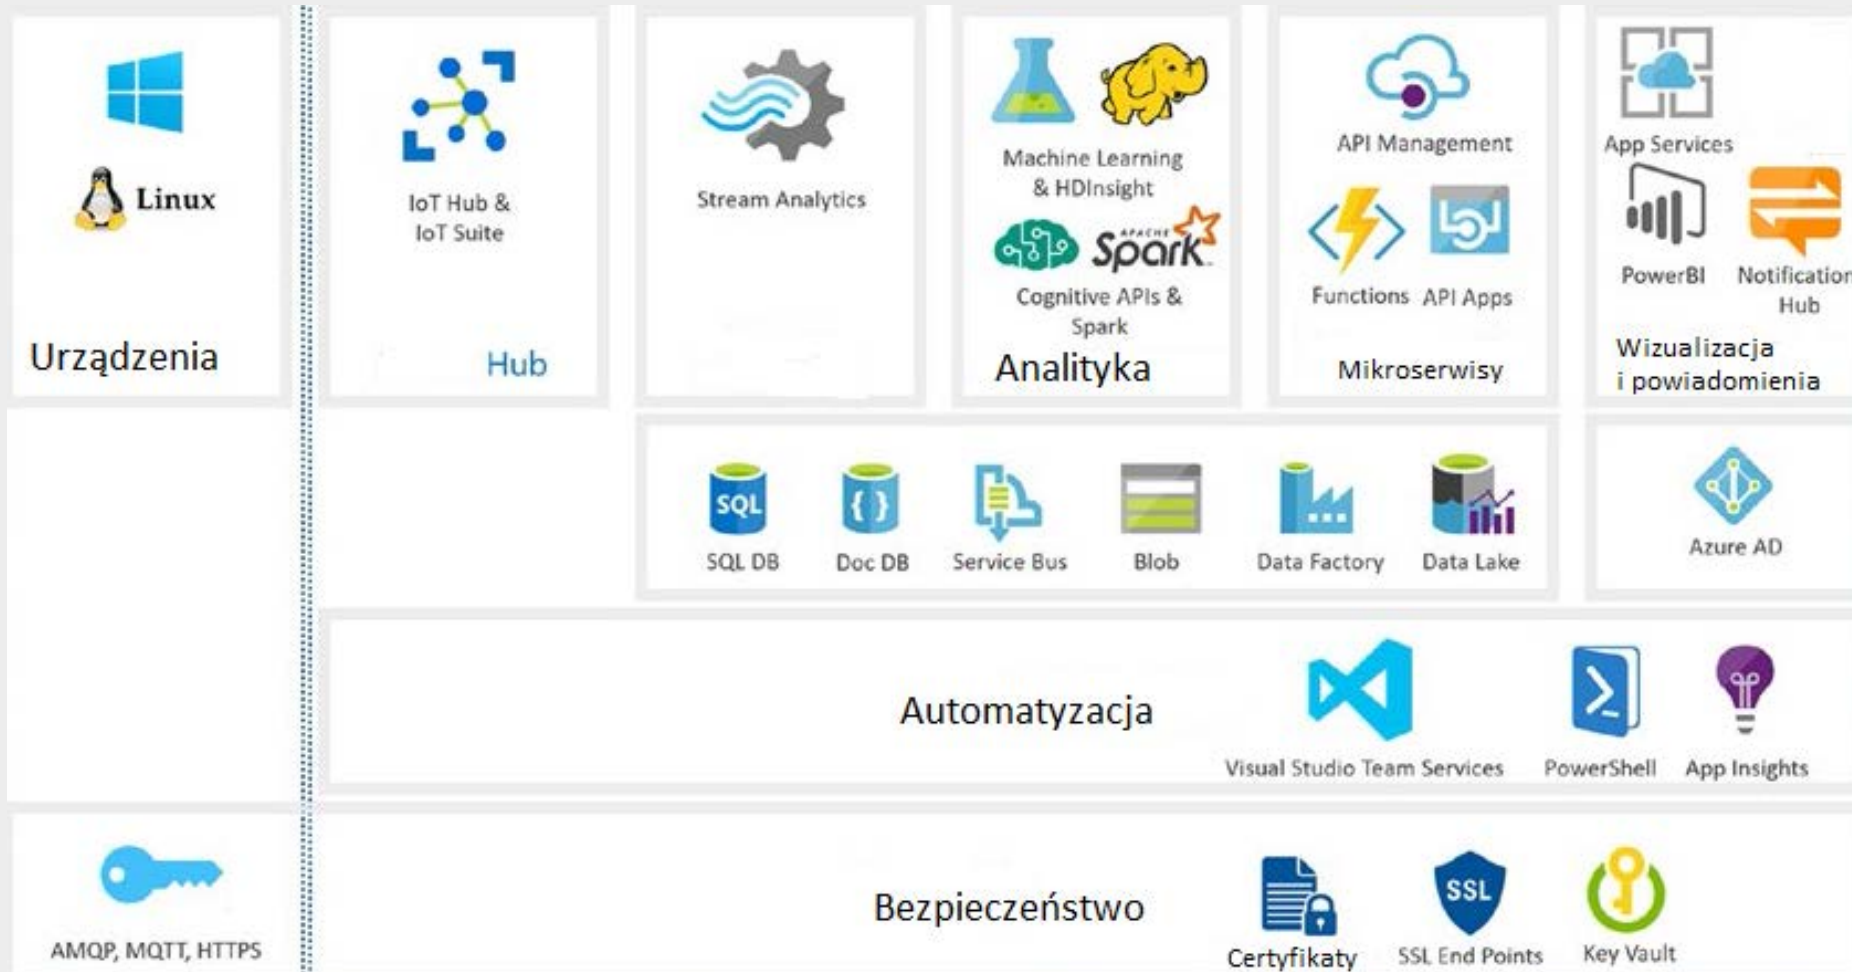 Linux
Urządzenia
IoT Hub &
IoT Suite
Hub
Stream Analytics
Machine Learning
& HDInsight
APACHE
Spark
Cognitive APIs &
Spark
Analityka
API Management
Functions API Apps
Mikroserwisy
App Services
PowerBI
Notification
Hub
Wizualizacja
i powiadomienia
SQL
SQL DB
{ }
Doc DB
Service Bus
Blob
Data Factory
Data Lake
Azure AD
Automatyzacja
Visual Studio Team Services
PowerShell
App Insights
AMQP, MQTT, HTTPS
Bezpieczeństwo
Certyfikaty
SSL
SSL End Points
Key Vault